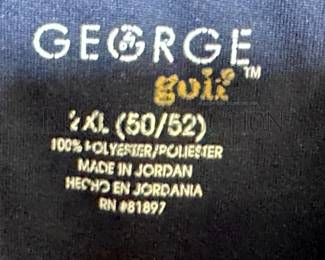 GEORGE
golf™
2XL (50/52)
100% POLYESTER/POLIESTER
MADE IN JORDAN
HECHO EN JORDANIA
RN #81897